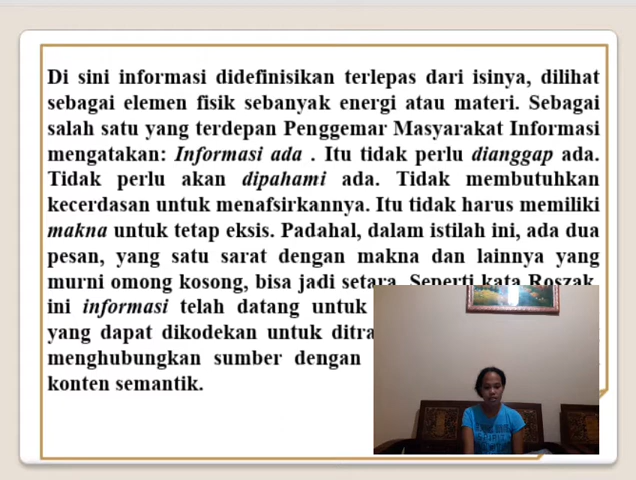 Di sini informasi didefinisikan terlepas dari isinya, dilihat
sebagai elemen fisik sebanyak energi atau materi. Sebagai
salah satu yang terdepan Penggemar Masyarakat Informasi
mengatakan: Informasi ada . Itu tidak perlu dianggap ada.
Tidak perlu akan dipahami ada. Tidak membutuhkan
kecerdasan untuk menafsirkannya. Itu tidak harus memiliki
makna untuk tetap eksis. Padahal, dalam istilah ini, ada dua
pesan, yang satu sarat dengan makna dan lainnya yang
murni omong kosong, bisa jadi setara. Seperti kata Roszak,
ini informasi telah datang untuk
yang dapat dikodekan untuk
menghubungkan sumber dengan
konten semantik.